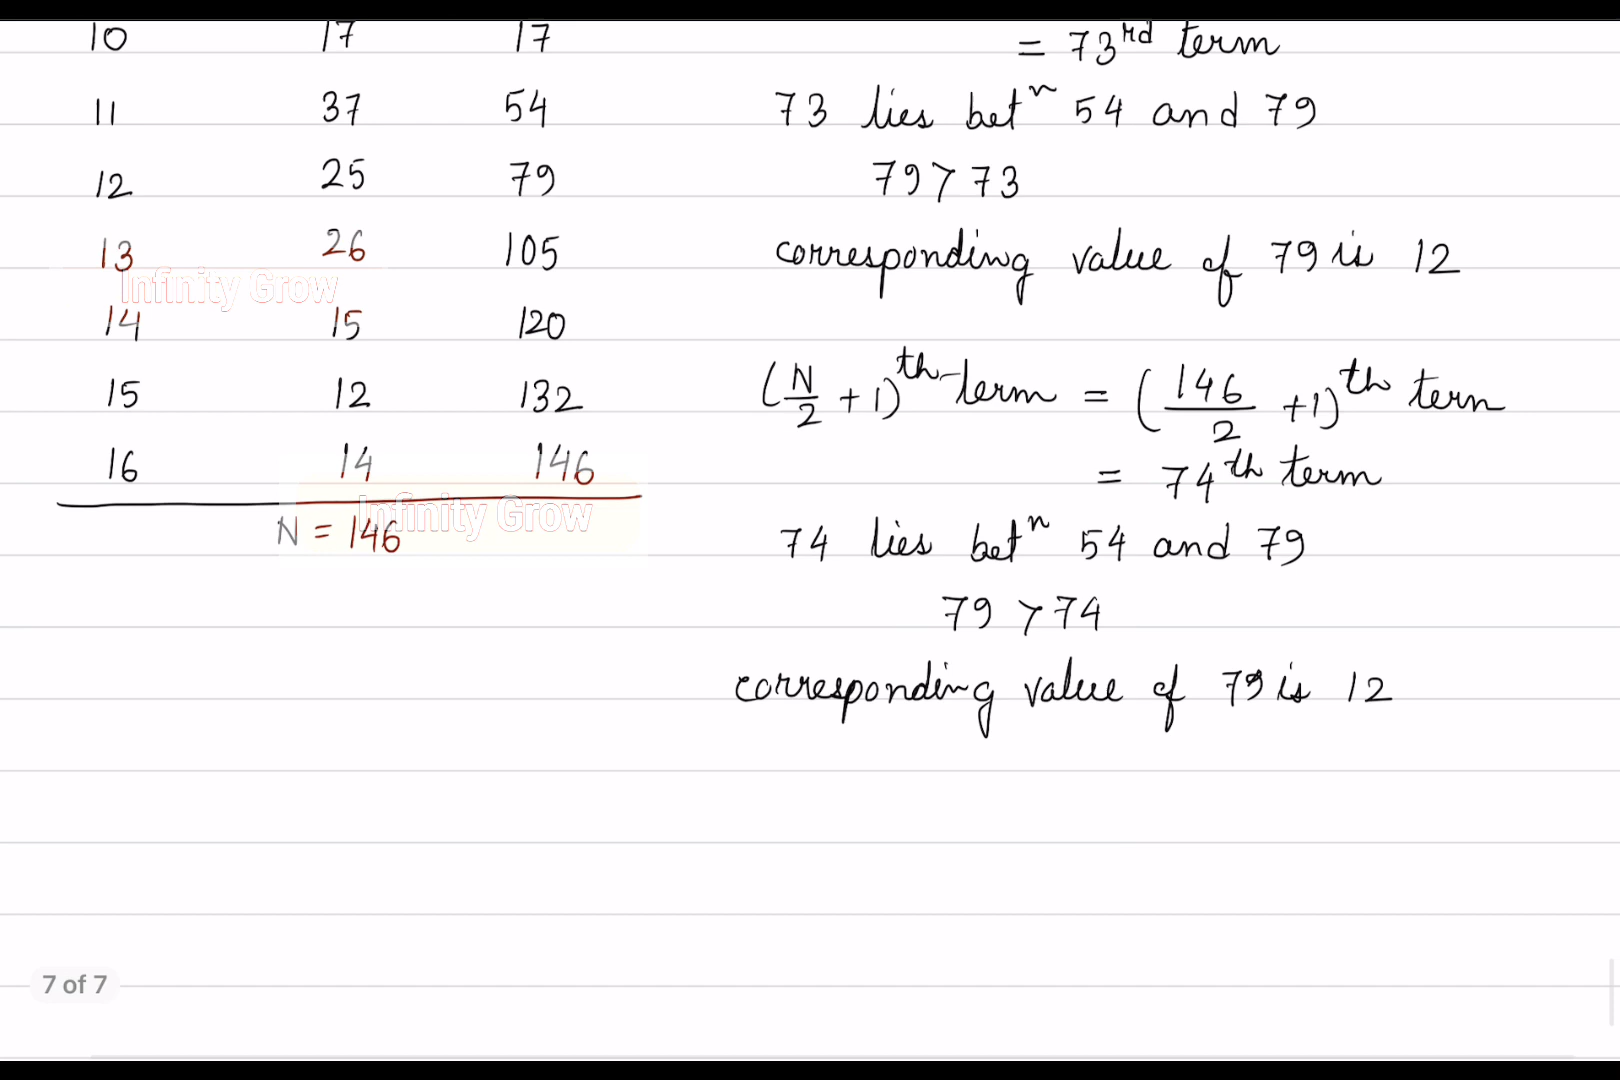 10 17 17
11 37 54
12 25 79
13 26 105
14 15 120
15 12 132
16 14 146
N = 146
Infinity Grow
Infinity Grow
= 73rd term
73 lies betn 54 and 79
79 > 73
corresponding value of 79 is 12
(N/2 + 1)th term = (146/2 + 1)th term
= 74th term
74 lies betn 54 and 79
79 > 74
corresponding value of 79 is 12
7 of 7